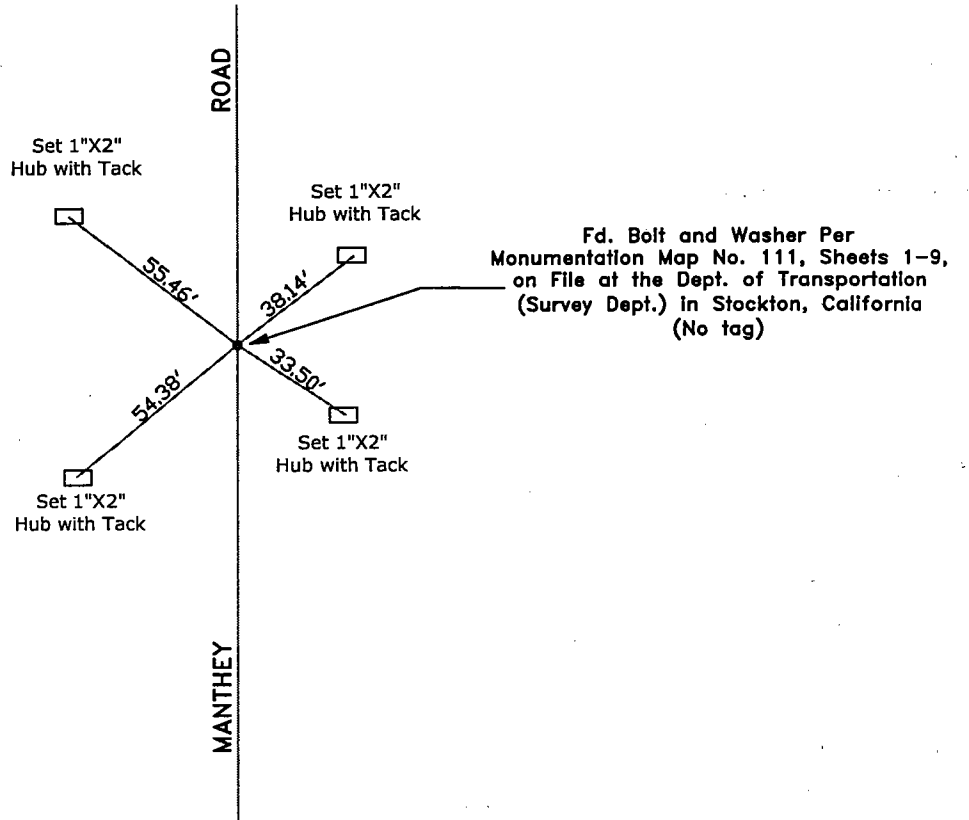 ROAD
Set 1"X2"
Hub with Tack
Set 1"X2"
Hub with Tack
55.46'
38.14'
Fd. Bolt and Washer Per
Monumentation Map No. 111, Sheets 1-9,
on File at the Dept. of Transportation
(Survey Dept.) in Stockton, California
(No tag)
54.38'
33.50'
Set 1"X2"
Hub with Tack
Set 1"X2"
Hub with Tack
MANTHEY